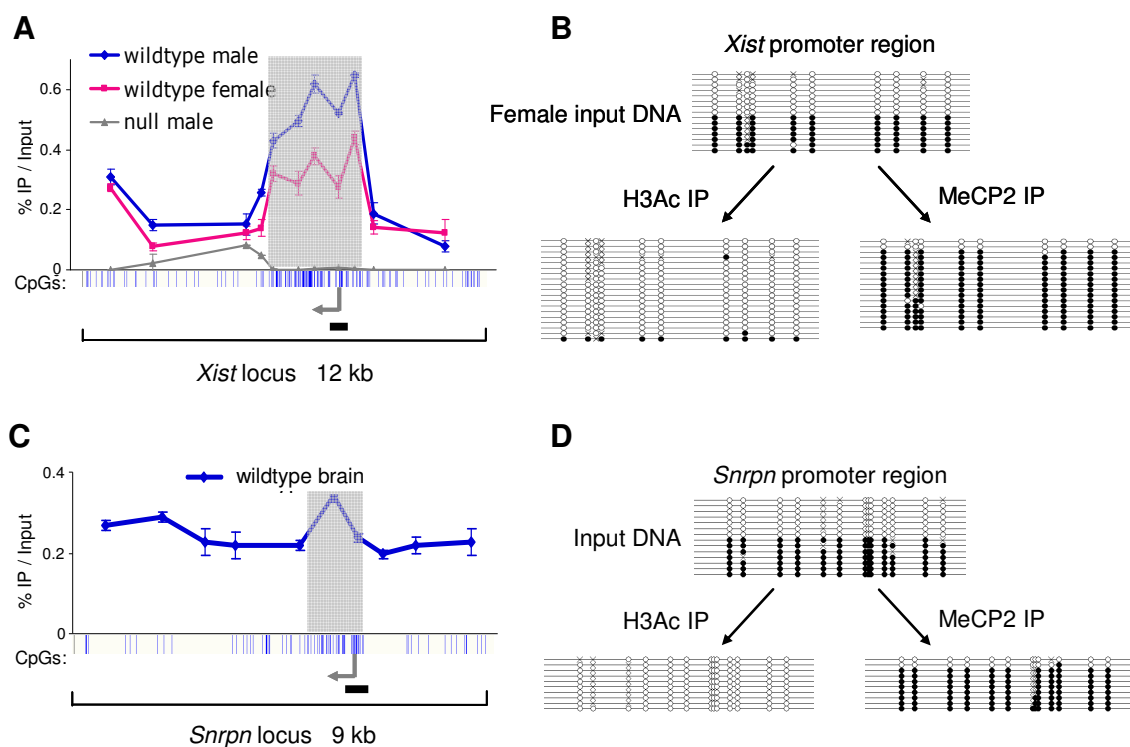 A
wildtype male
wildtype female
null male
% IP / Input
0.6
0.4
0.2
0
CpGs:
Xist locus 12 kb
B
Xist promoter region
Female input DNA
H3Ac IP
MeCP2 IP
C
wildtype brain
% IP / Input
0.4
0.2
0
CpGs:
Snrpn locus 9 kb
D
Snrpn promoter region
Input DNA
H3Ac IP
MeCP2 IP